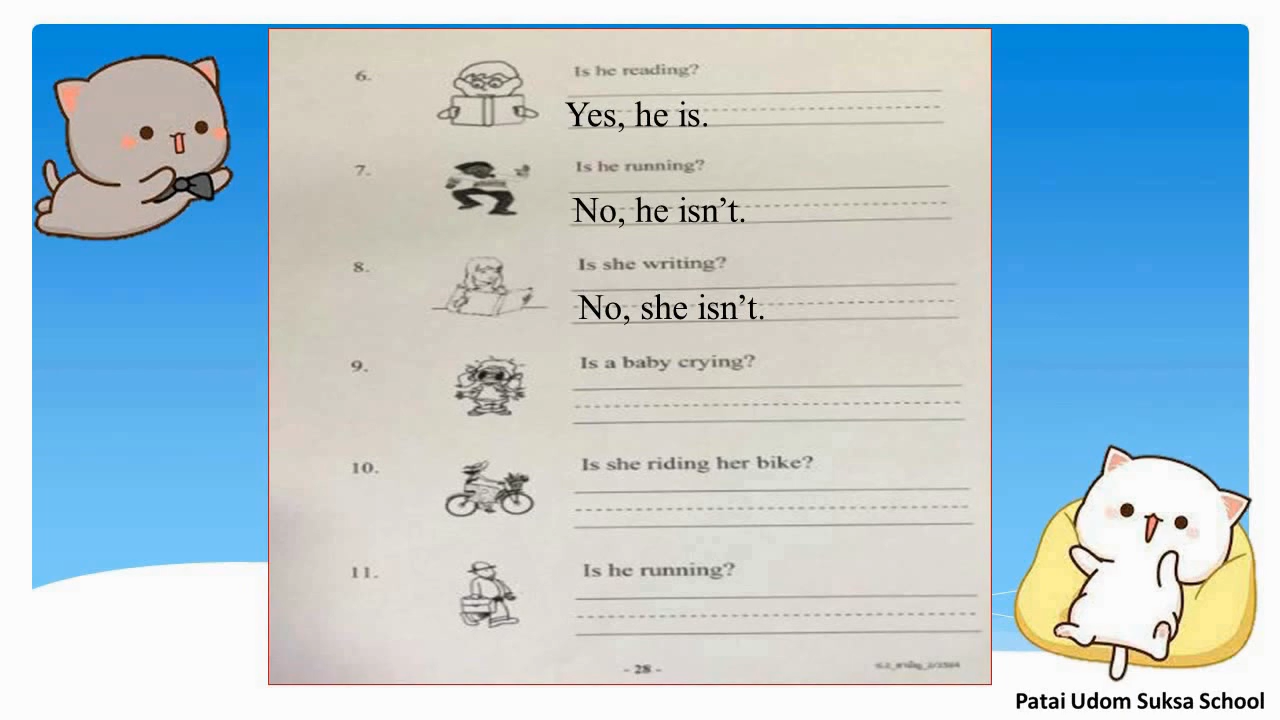 6. Is he reading?
Yes, he is.
7. Is he running?
No, he isn’t.
8. Is she writing?
No, she isn’t.
9. Is a baby crying?
10. Is she riding her bike?
11. Is he running?
- 28 -
Patai Udom Suksa School